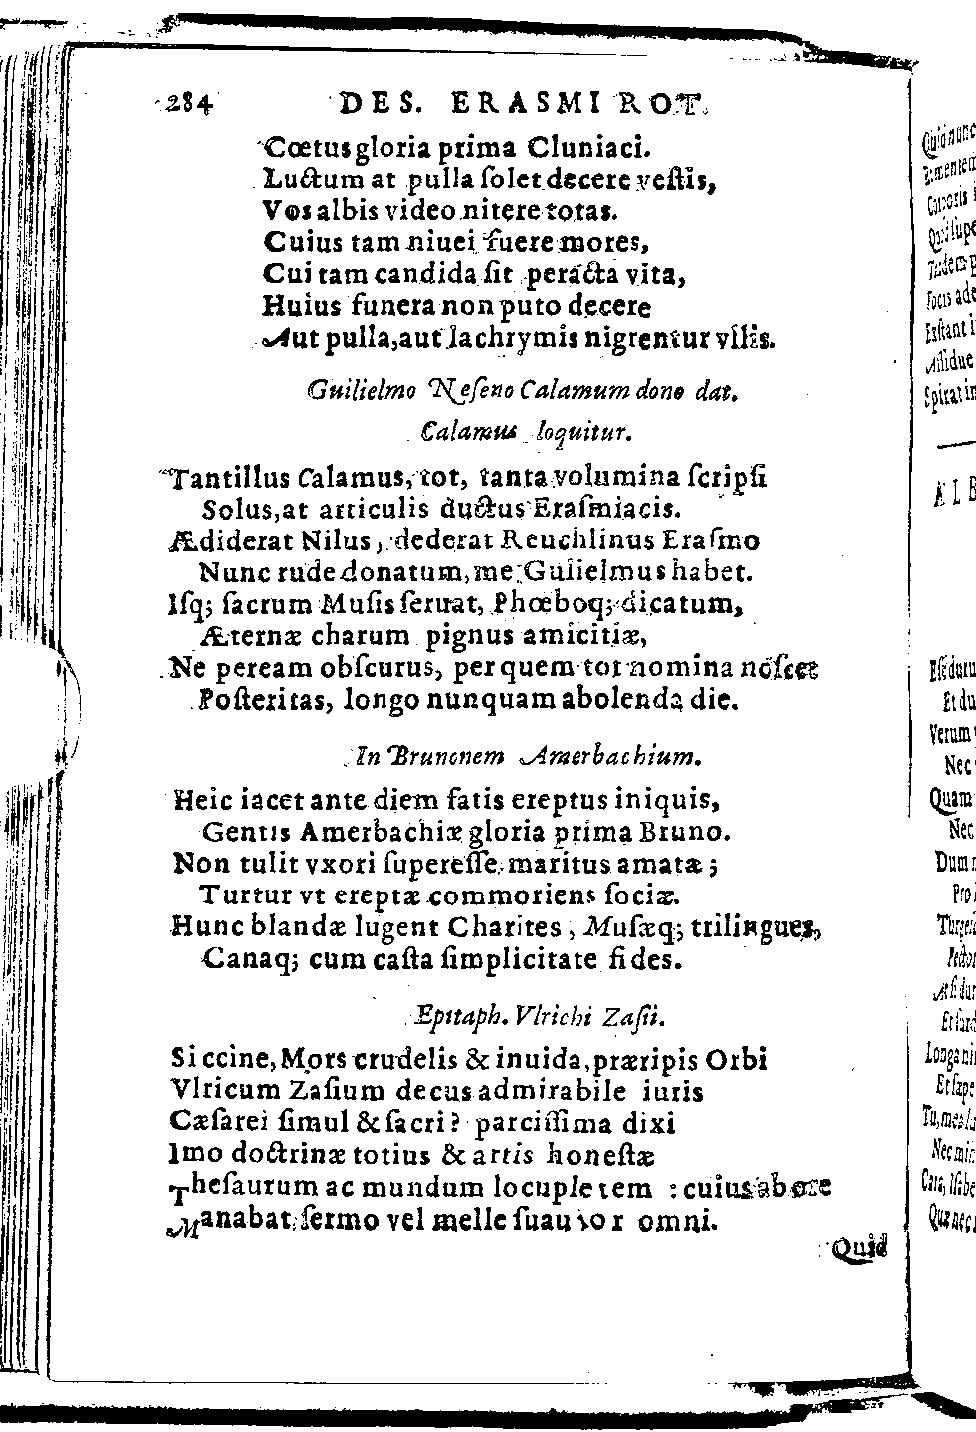 284 DES. ERASMI ROT.
Cœtus gloria prima Cluniaci.
Luctum at pulla ſolet decere veſtis,
Vos albis video nitere totas.
Cuius tam niuei fuere mores,
Cui tam candida ſit peracta vita,
Huius funera non puto decere
Aut pulla, aut lachrymis nigrentur vllis.
Guilielmo Neſeno Calamum dono dat.
Calamus loquitur.
Tantillus Calamus, tot, tanta volumina ſcripſi
Solus, at articulis ductus Eraſmiacis.
Ædiderat Nilus, dederat Reuchlinus Eraſmo
Nunc rude donatum, me Gulielmus habet.
Iſq; ſacrum Muſis ſeruat, Phœboq; dicatum,
Æternæ charum pignus amicitiæ,
Ne peream obſcurus, per quem tot nomina noſcet
Poſteritas, longo nunquam abolenda die.
In Brunonem Amerbachium.
Heic iacet ante diem fatis ereptus iniquis,
Gentis Amerbachiæ gloria prima Bruno.
Non tulit vxori ſupereſſe maritus amatæ;
Turtur vt ereptæ commoriens ſociæ.
Hunc blandæ lugent Charites, Muſæq; trilingues,
Canaq; cum caſta ſimplicitate fides.
Epitaph. Vlrichi Zaſii.
Siccine, Mors crudelis & inuida, præripis Orbi
Vlricum Zaſium decus admirabile iuris
Cæſarei ſimul & ſacri? parciſſima dixi
Imo doctrinæ totius & artis honeſtæ
Theſaurum ac mundum locupletem : cuius ab ore
Manabat ſermo vel melle ſuauior omni.
Quid